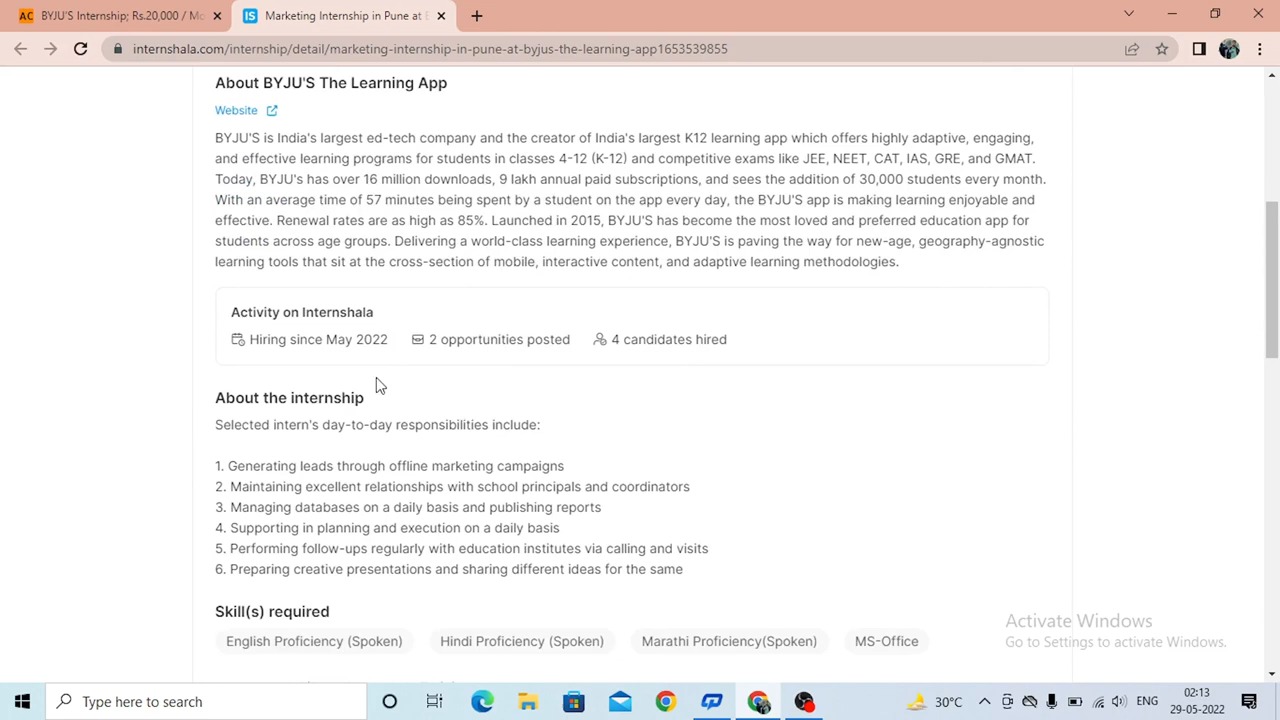 BYJU'S Internship; Rs.20,000 / Mo
Marketing Internship in Pune at B
internshala.com/internship/detail/marketing-internship-in-pune-at-byjus-the-learning-app1653539855
About BYJU'S The Learning App
Website
BYJU'S is India's largest ed-tech company and the creator of India's largest K12 learning app which offers highly adaptive, engaging,
and effective learning programs for students in classes 4-12 (K-12) and competitive exams like JEE, NEET, CAT, IAS, GRE, and GMAT.
Today, BYJU's has over 16 million downloads, 9 lakh annual paid subscriptions, and sees the addition of 30,000 students every month.
With an average time of 57 minutes being spent by a student on the app every day, the BYJU'S app is making learning enjoyable and
effective. Renewal rates are as high as 85%. Launched in 2015, BYJU'S has become the most loved and preferred education app for
students across age groups. Delivering a world-class learning experience, BYJU'S is paving the way for new-age, geography-agnostic
learning tools that sit at the cross-section of mobile, interactive content, and adaptive learning methodologies.
Activity on Internshala
Hiring since May 2022 2 opportunities posted 4 candidates hired
About the internship
Selected intern's day-to-day responsibilities include:
1. Generating leads through offline marketing campaigns
2. Maintaining excellent relationships with school principals and coordinators
3. Managing databases on a daily basis and publishing reports
4. Supporting in planning and execution on a daily basis
5. Performing follow-ups regularly with education institutes via calling and visits
6. Preparing creative presentations and sharing different ideas for the same
Skill(s) required
English Proficiency (Spoken) Hindi Proficiency (Spoken) Marathi Proficiency(Spoken) MS-Office
Activate Windows
Go to Settings to activate Windows.
Type here to search
30°C
ENG
02:13
29-05-2022